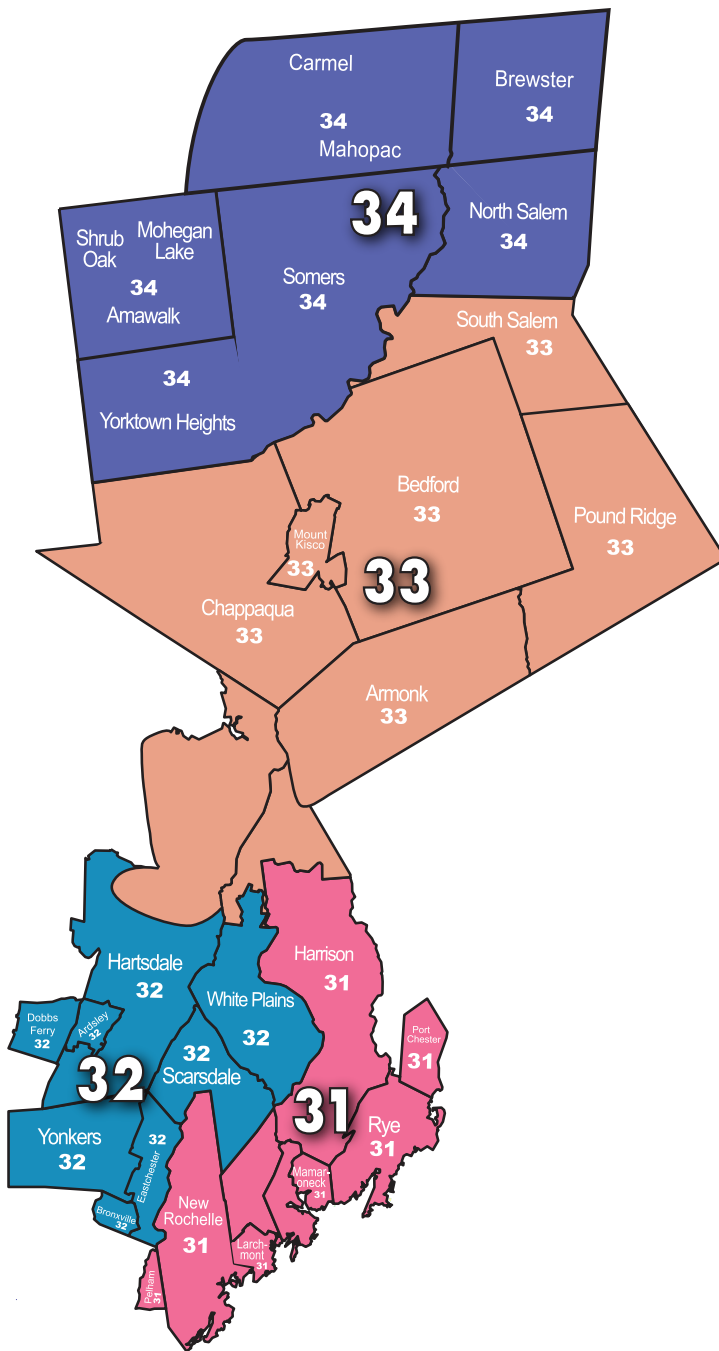 Carmel
34
Mahopac
Brewster
34
34
North Salem
34
Shrub
Oak
Mohegan
Lake
34
Amawalk
Somers
34
34
Yorktown Heights
South Salem
33
Bedford
33
Pound Ridge
33
Mount
Kisco
33
33
Chappaqua
33
Armonk
33
Hartsdale
32
White Plains
32
Harrison
31
Dobbs
Ferry
32
Ardsley
32
Port
Chester
31
32
Scarsdale
32
31
Rye
31
Yonkers
32
32
Eastchester
Bronxville
32
New
Rochelle
31
Mamar-
oneck
31
Larch-
mont
31
Pelham
31